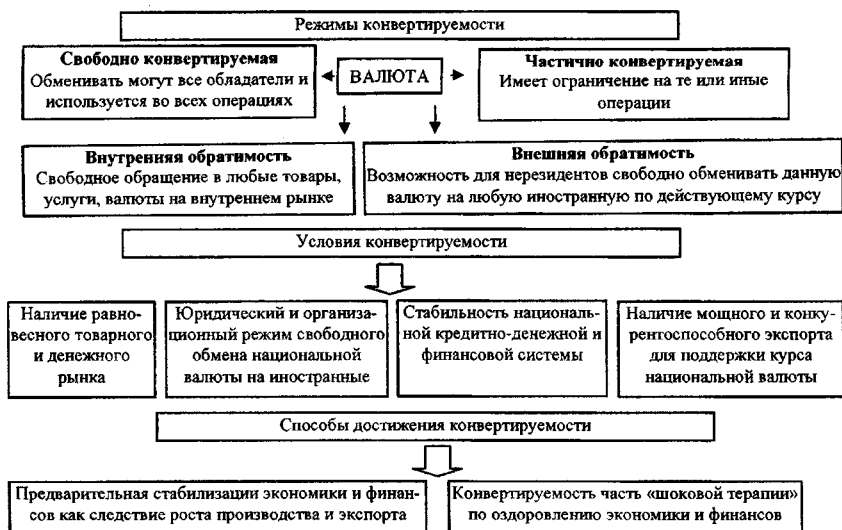 Режимы конвертируемости
Свободно конвертируемая
Обменивать могут все обладатели и
используется во всех операциях
ВАЛЮТА
Частично конвертируемая
Имеет ограничение на те или иные
операции
Внутренняя обратимость
Свободное обращение в любые товары,
услуги, валюты на внутреннем рынке
Внешняя обратимость
Возможность для нерезидентов свободно обменивать данную
валюту на любую иностранную по действующему курсу
Условия конвертируемости
Наличие равно-
весного товарного
и денежного
рынка
Юридический и организа-
ционный режим свободного
обмена национальной
валюты на иностранные
Стабильность националь-
ной кредитно-денежной и
финансовой системы
Наличие мощного и конку-
рентоспособного экспорта
для поддержки курса
национальной валюты
Способы достижения конвертируемости
Предварительная стабилизации экономики и финан-
сов как следствие роста производства и экспорта
Конвертируемость часть «шоковой терапии»
по оздоровлению экономики и финансов